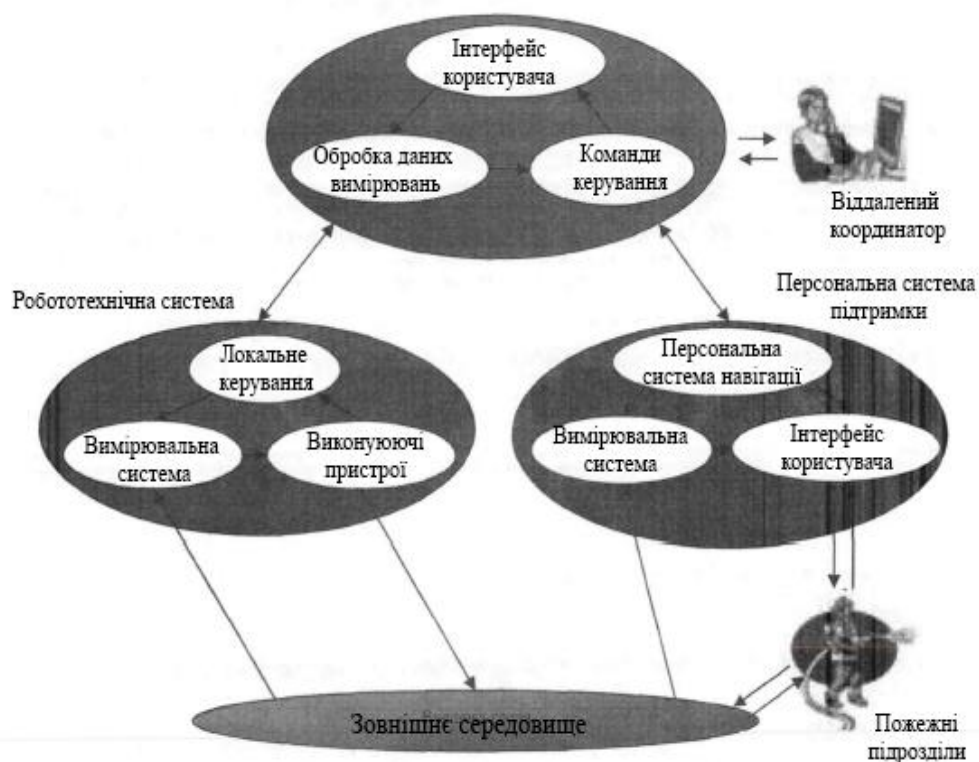 Інтерфейс
користувача
Обробка даних
вимірювань
Команди
керування
Віддалений
координатор
Робототехнічна система
Персональна система
підтримки
Локальне
керування
Вимірювальна
система
Виконуюючі
пристрої
Персональна
система навігації
Вимірювальна
система
Інтерфейс
користувача
Зовнішнє середовище
Пожежні
підрозділи